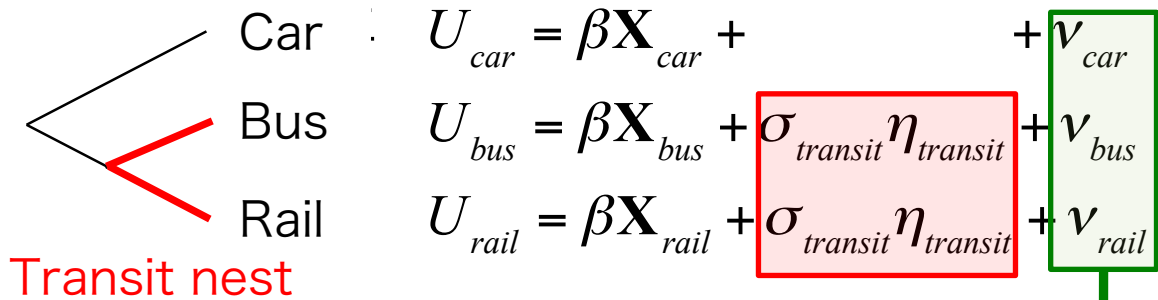 Car U_car = βX_car + + ν_car
Bus U_bus = βX_bus + σ_transit η_transit + ν_bus
Rail U_rail = βX_rail + σ_transit η_transit + ν_rail
Transit nest